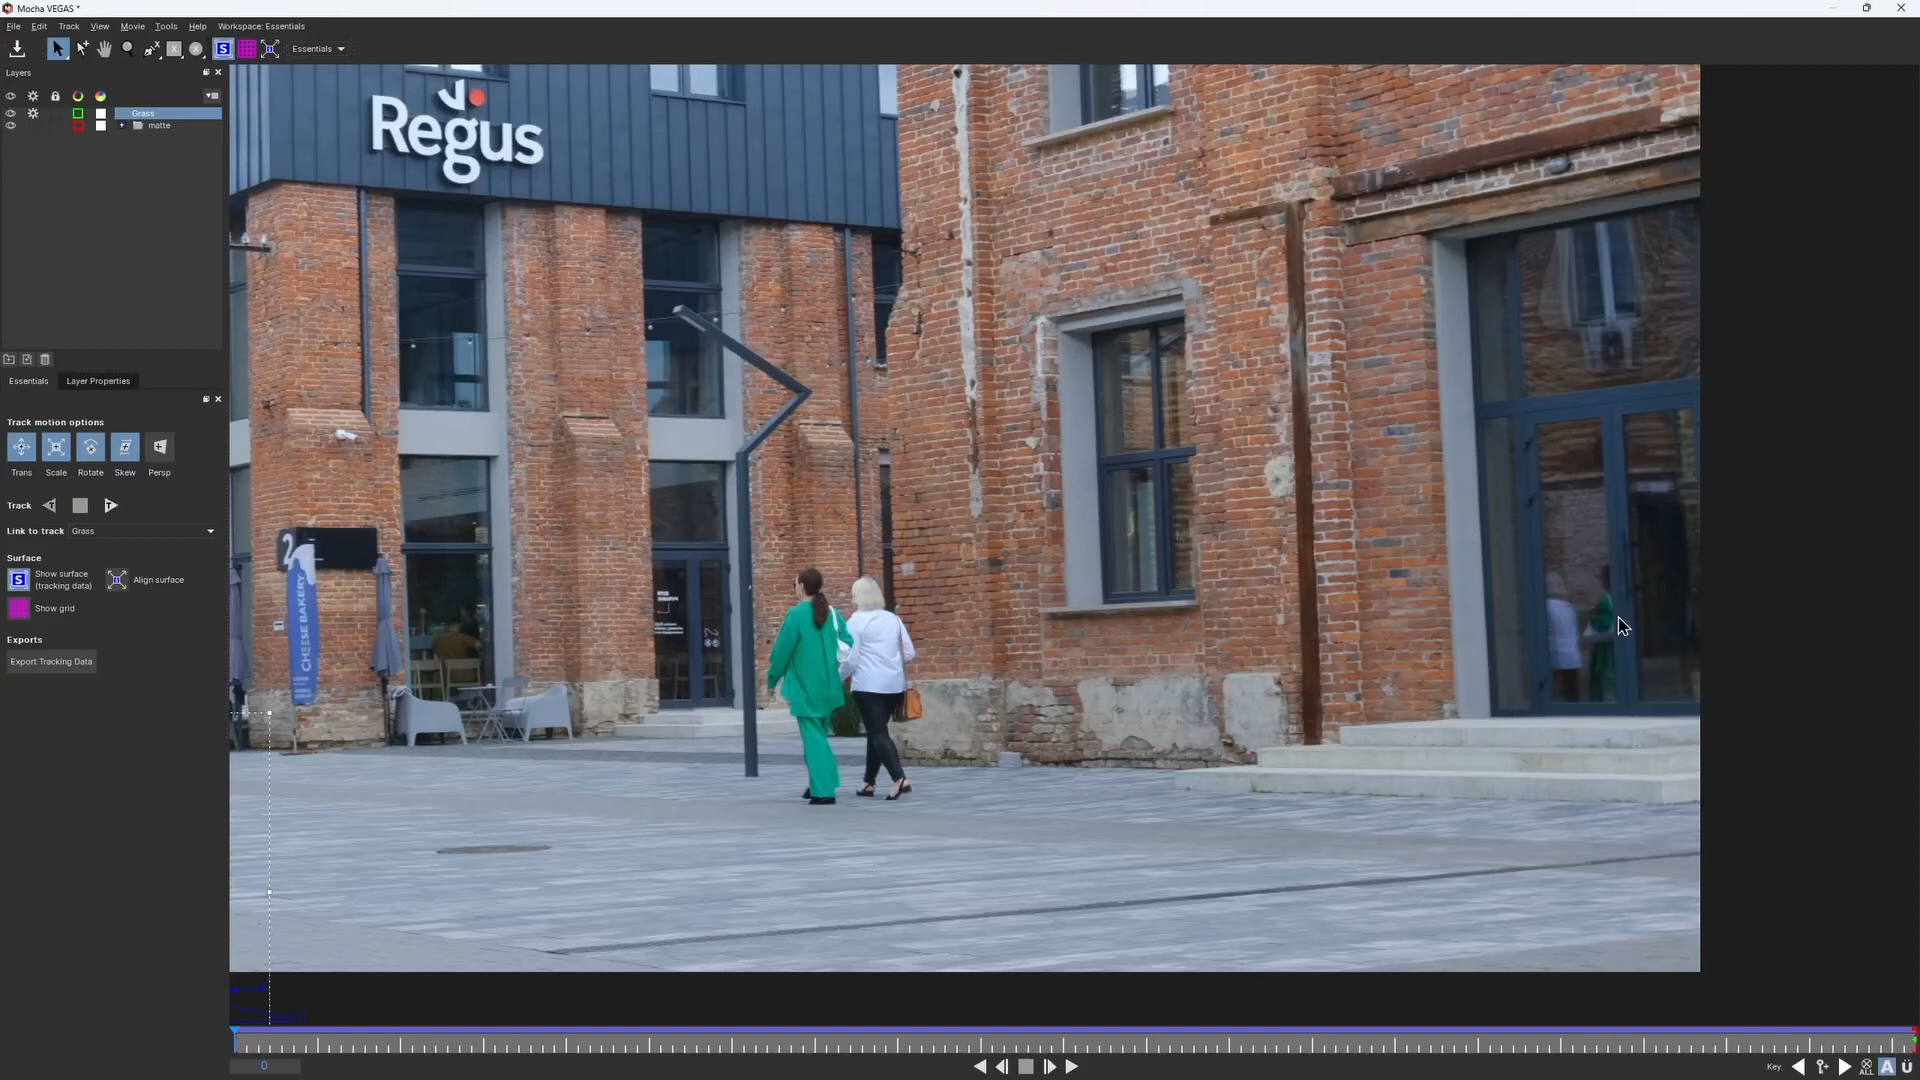 Mocha VEGAS *
File Edit Track View Movie Tools Help Workspace: Essentials
Essentials
Layers
Grass
matte
Essentials Layer Properties
Track motion options
Trans Scale Rotate Skew Persp
Track
Link to track Grass
Surface
Show surface
(tracking data)
Align surface
Show grid
Exports
Export Tracking Data
Regus
2
CHEESE BAKERY
0
Key
ALL
A
Ü